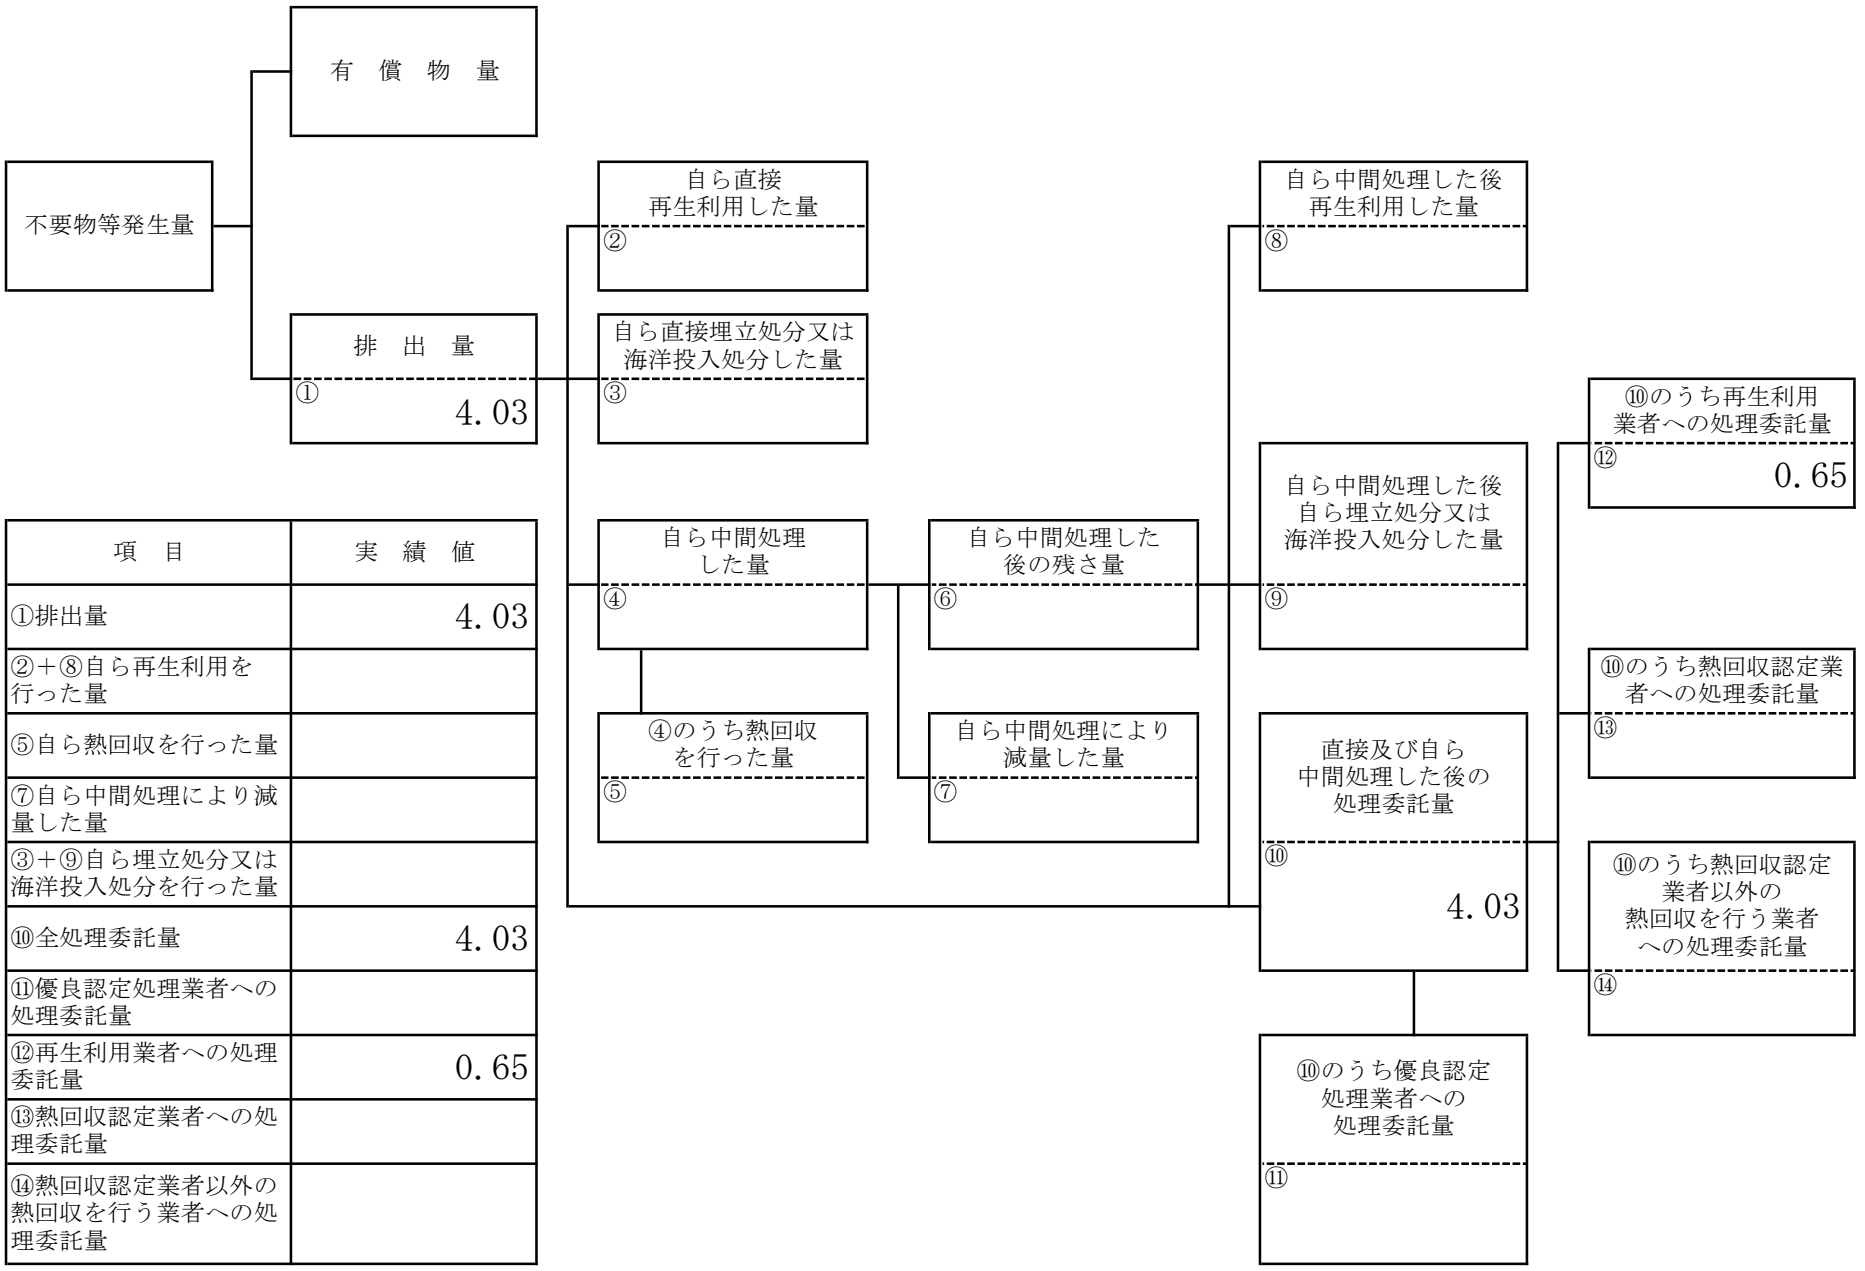 有 償 物 量
不要物等発生量
排 出 量
①
4.03
自ら直接
再生利用した量
②
自ら直接埋立処分又は
海洋投入処分した量
③
自ら中間処理
した量
④
④のうち熱回収
を行った量
⑤
自ら中間処理した
後の残さ量
⑥
自ら中間処理により
減量した量
⑦
自ら中間処理した後
再生利用した量
⑧
自ら中間処理した後
自ら埋立処分又は
海洋投入処分した量
⑨
直接及び自ら
中間処理した後の
処理委託量
⑩
4.03
⑩のうち優良認定
処理業者への
処理委託量
⑪
⑩のうち再生利用
業者への処理委託量
⑫
0.65
⑩のうち熱回収認定業
者への処理委託量
⑬
⑩のうち熱回収認定
業者以外の
熱回収を行う業者
への処理委託量
⑭
項 目 実 績 値
①排出量 4.03
②+⑧自ら再生利用を
行った量
⑤自ら熱回収を行った量
⑦自ら中間処理により減
量した量
③+⑨自ら埋立処分又は
海洋投入処分を行った量
⑩全処理委託量 4.03
⑪優良認定処理業者への
処理委託量
⑫再生利用業者への処理
委託量 0.65
⑬熱回収認定業者への処
理委託量
⑭熱回収認定業者以外の
熱回収を行う業者への処
理委託量